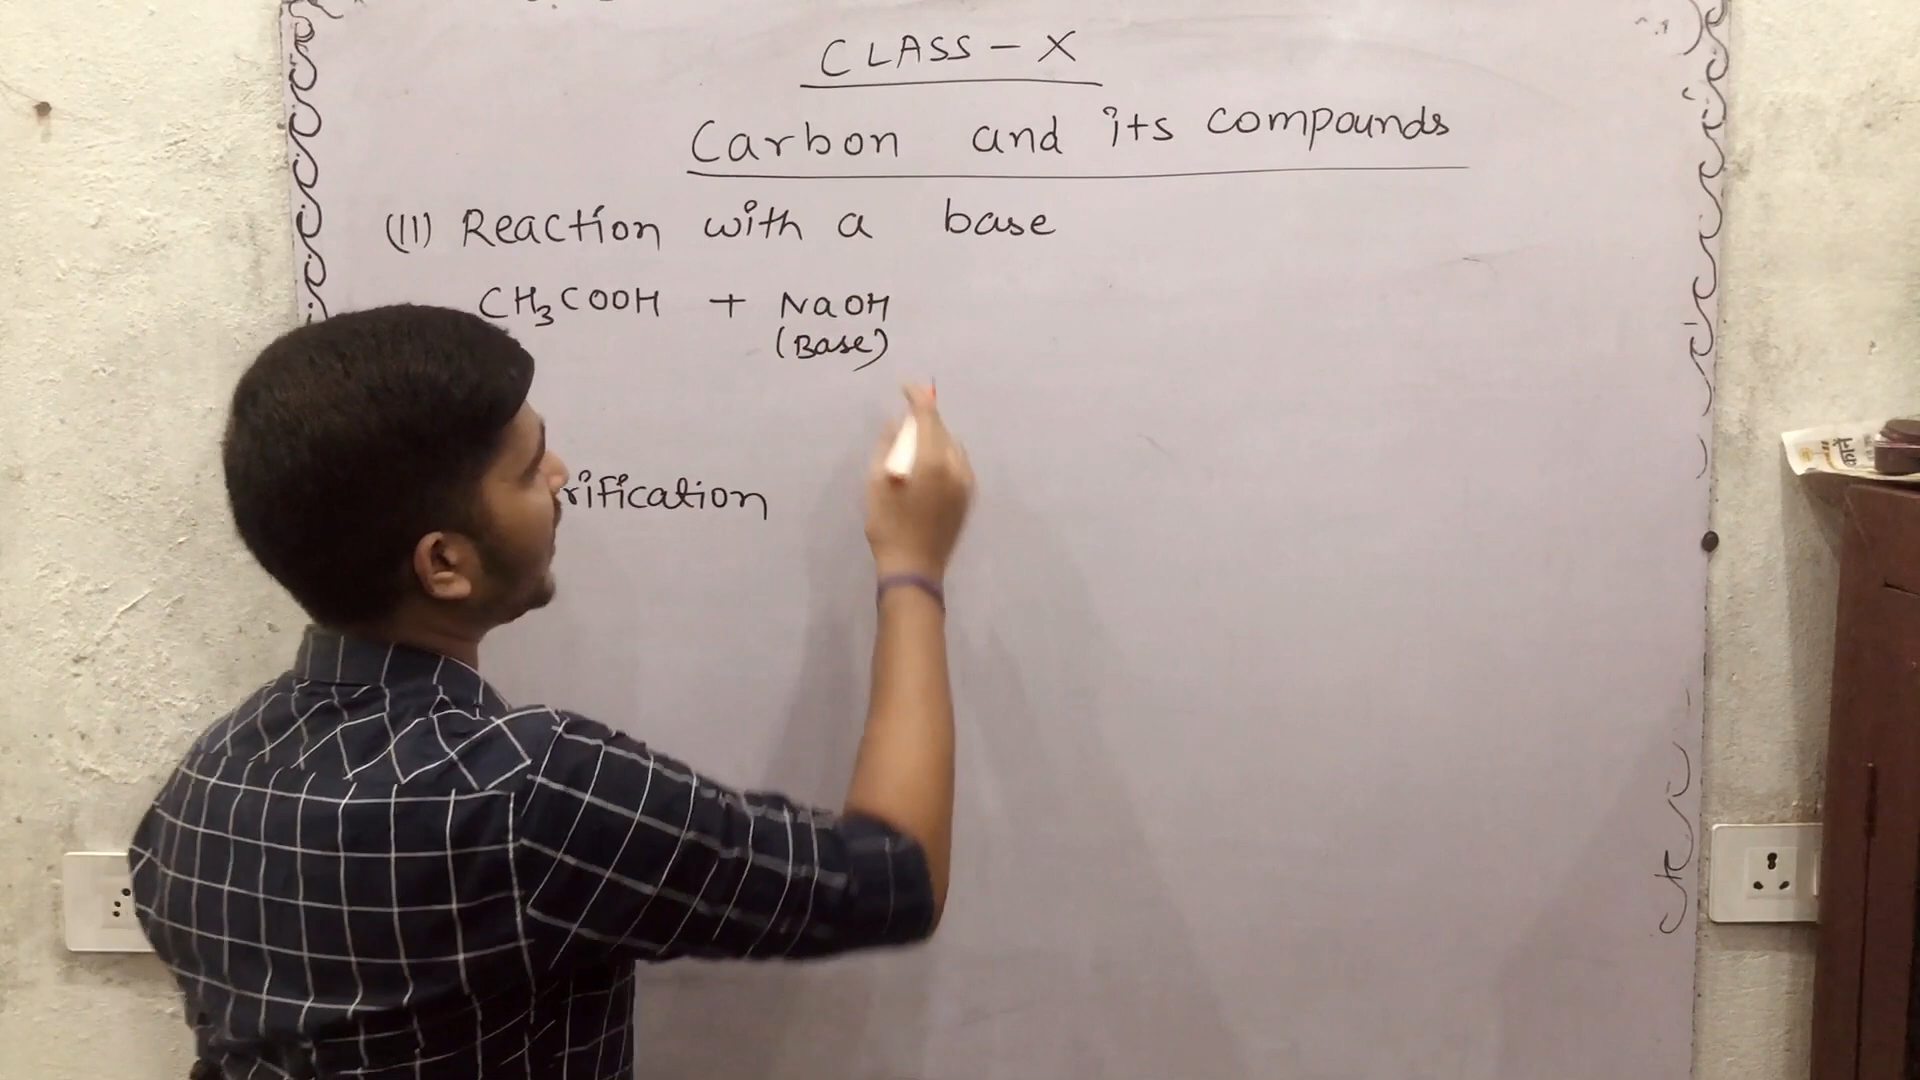 CLASS - X
Carbon and its compounds
(II) Reaction with a base
CH₃COOH + NaOH
(Base)
rification
काने